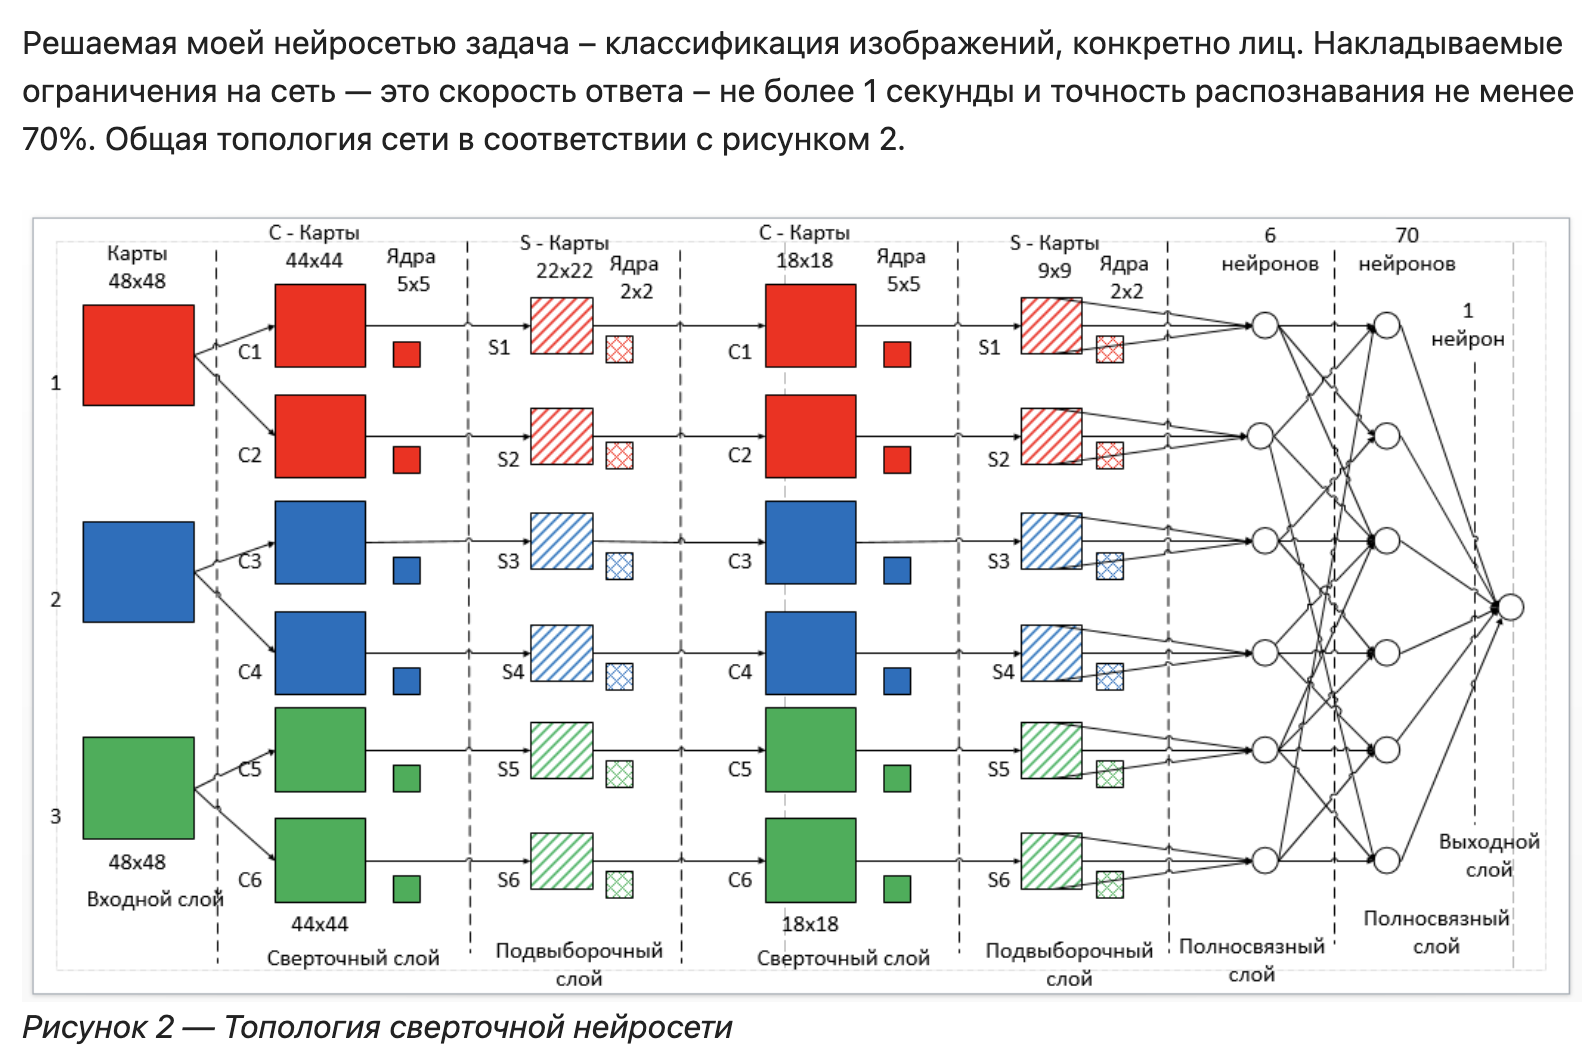 Решаемая моей нейросетью задача – классификация изображений, конкретно лиц. Накладываемые
ограничения на сеть — это скорость ответа – не более 1 секунды и точность распознавания не менее
70%. Общая топология сети в соответствии с рисунком 2.
Карты
48x48
С - Карты
44x44
Ядра
5x5
S - Карты
22x22
Ядра
2x2
С - Карты
18x18
Ядра
5x5
S - Карты
9x9
Ядра
2x2
6
нейронов
70
нейронов
1
нейрон
1
C1
S1
C1
S1
C2
S2
C2
S2
2
C3
S3
C3
S3
C4
S4
C4
S4
3
C5
S5
C5
S5
C6
S6
C6
S6
48x48
Входной слой
44x44
Сверточный слой
Подвыборочный
слой
18x18
Сверточный слой
Подвыборочный
слой
Полносвязный
слой
Полносвязный
слой
Выходной
слой
Рисунок 2 — Топология сверточной нейросети